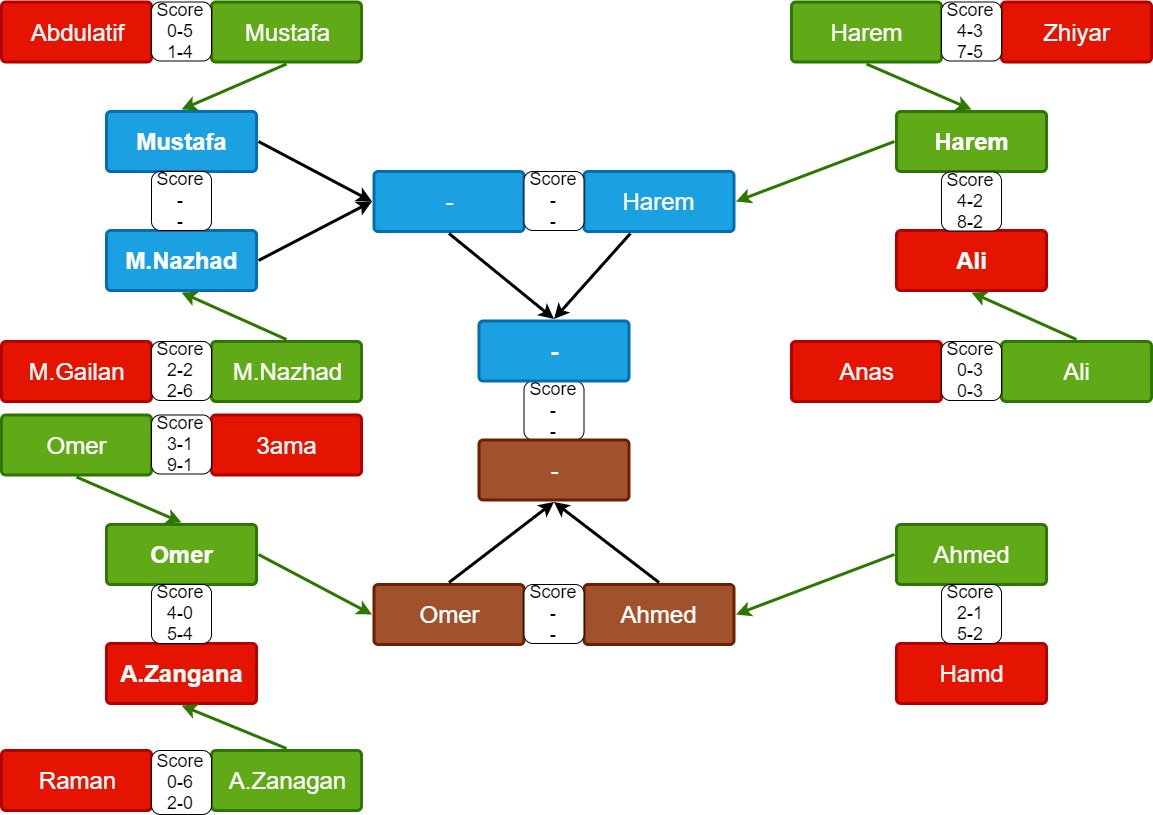 Abdulatif
Score
0-5
1-4
Mustafa
Harem
Score
4-3
7-5
Zhiyar
Mustafa
Score
-
-
M.Nazhad
-
Score
-
-
Harem
Harem
Score
4-2
8-2
Ali
M.Gailan
Score
2-2
2-6
M.Nazhad
-
Score
-
-
-
Anas
Score
0-3
0-3
Ali
Omer
Score
3-1
9-1
3ama
Omer
Score
4-0
5-4
A.Zangana
Omer
Score
-
-
Ahmed
Ahmed
Score
2-1
5-2
Hamd
Raman
Score
0-6
2-0
A.Zanagan